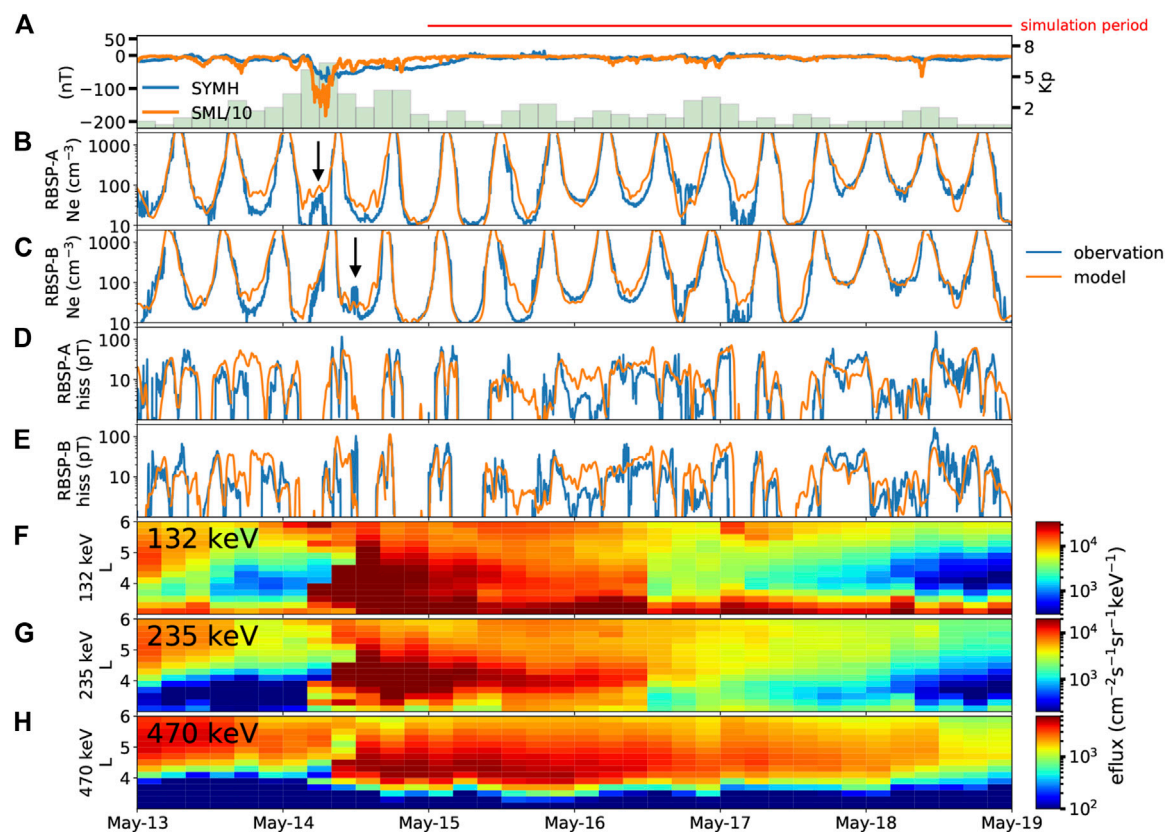 A
simulation period
50
0
−100
−200
(nT)
SYMH
SML/10
8
6
4
2
Kp
B
RBSP-A
Ne (cm⁻³)
1000
100
10
C
RBSP-B
Ne (cm⁻³)
1000
100
10
obervation
model
D
RBSP-A
hiss (pT)
100
10
E
RBSP-B
hiss (pT)
100
10
F
132 keV
L
6
5
4
132 keV
10⁴
10³
G
235 keV
L
6
5
4
235 keV
10⁴
10³
H
470 keV
L
6
5
4
470 keV
10³
10²
eflux (cm⁻²s⁻¹sr⁻¹keV⁻¹)
May-13
May-14
May-15
May-16
May-17
May-18
May-19